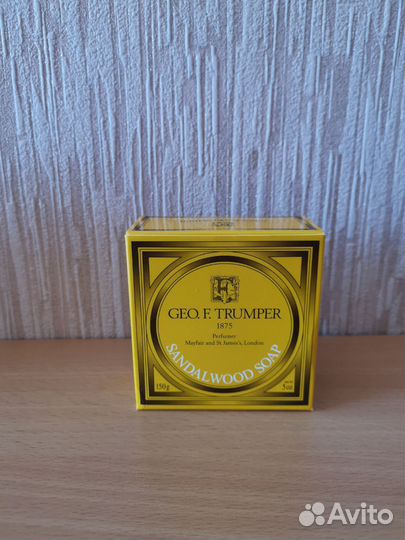 GEO. F. TRUMPER
1875
Perfumer
Mayfair and St James's, London
SANDALWOOD SOAP
150g
5oz
Avito